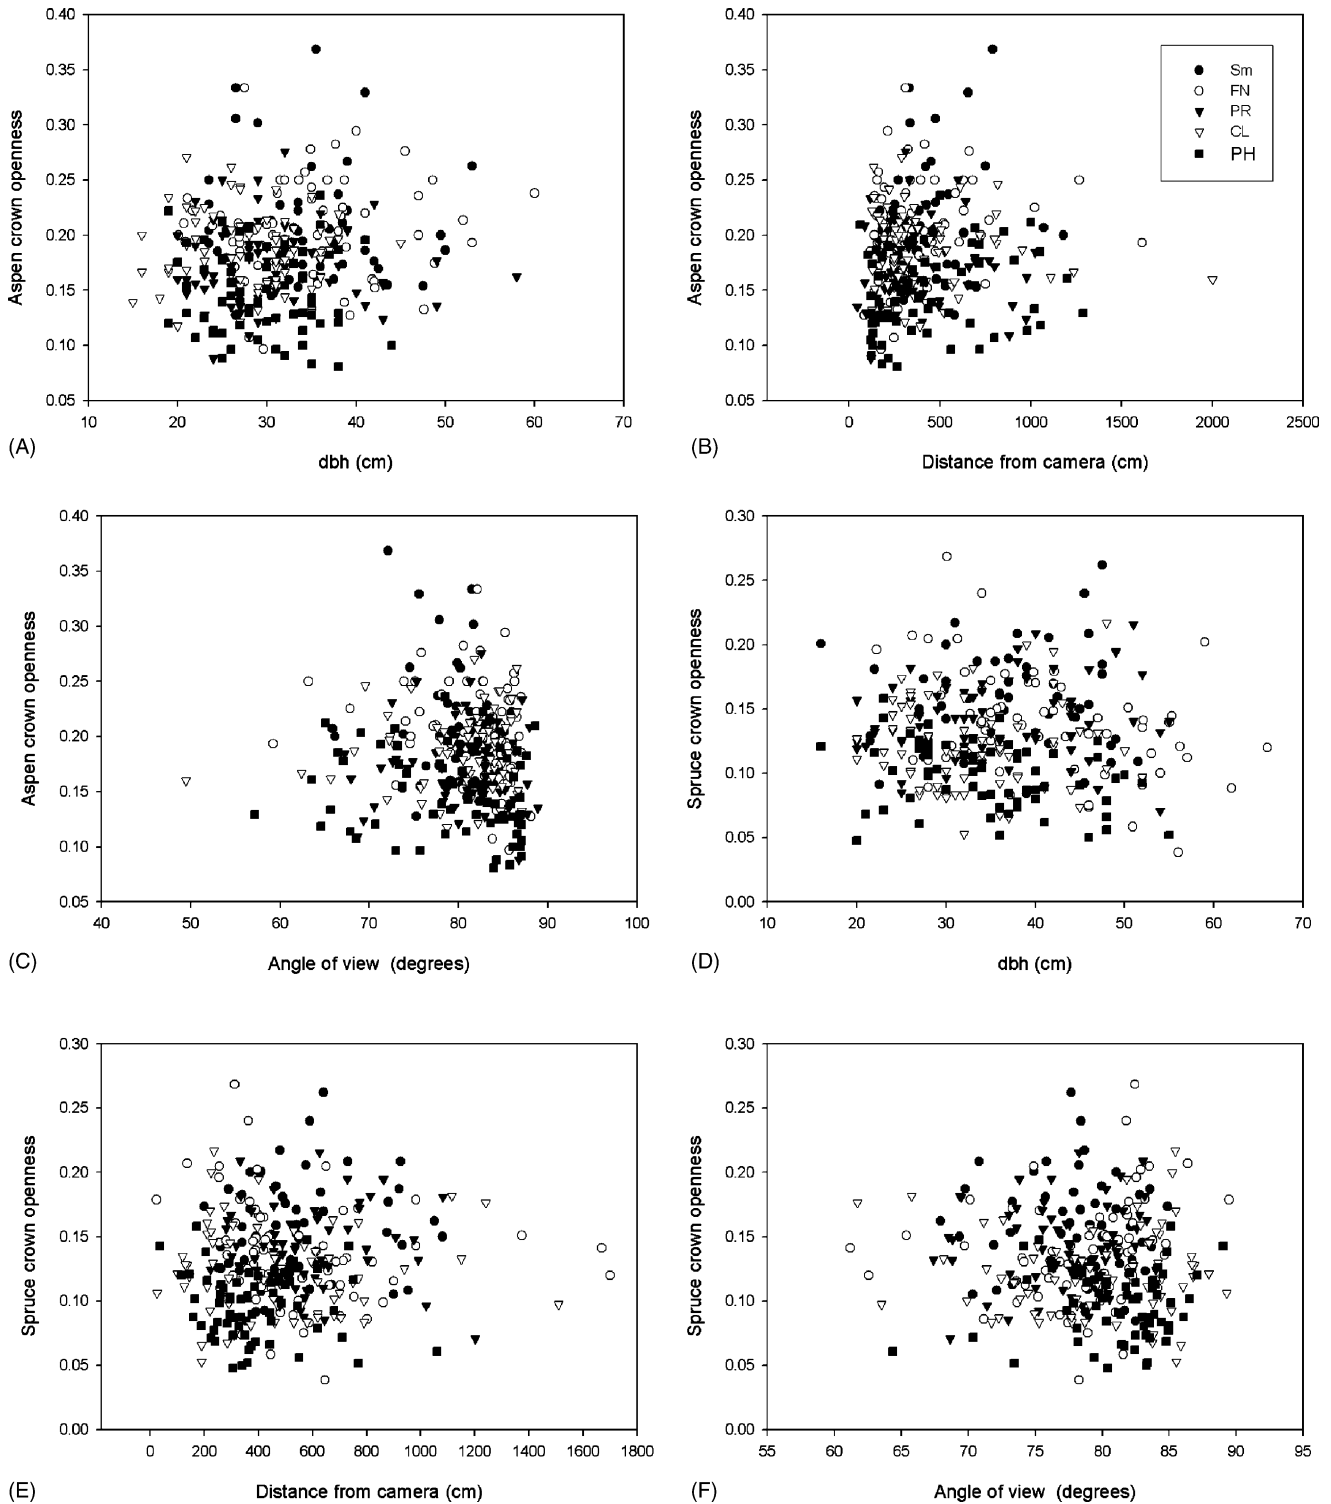 0.40
0.35
0.30
0.25
0.20
0.15
0.10
0.05
Aspen crown openness
10 20 30 40 50 60 70
dbh (cm)
(A)
0.40
0.35
0.30
0.25
0.20
0.15
0.10
0.05
Aspen crown openness
Sm
FN
PR
CL
PH
0 500 1000 1500 2000 2500
Distance from camera (cm)
(B)
0.40
0.35
0.30
0.25
0.20
0.15
0.10
0.05
Aspen crown openness
40 50 60 70 80 90 100
Angle of view (degrees)
(C)
0.30
0.25
0.20
0.15
0.10
0.05
0.00
Spruce crown openness
10 20 30 40 50 60 70
dbh (cm)
(D)
0.30
0.25
0.20
0.15
0.10
0.05
0.00
Spruce crown openness
0 200 400 600 800 1000 1200 1400 1600 1800
Distance from camera (cm)
(E)
0.30
0.25
0.20
0.15
0.10
0.05
0.00
Spruce crown openness
55 60 65 70 75 80 85 90 95
Angle of view (degrees)
(F)